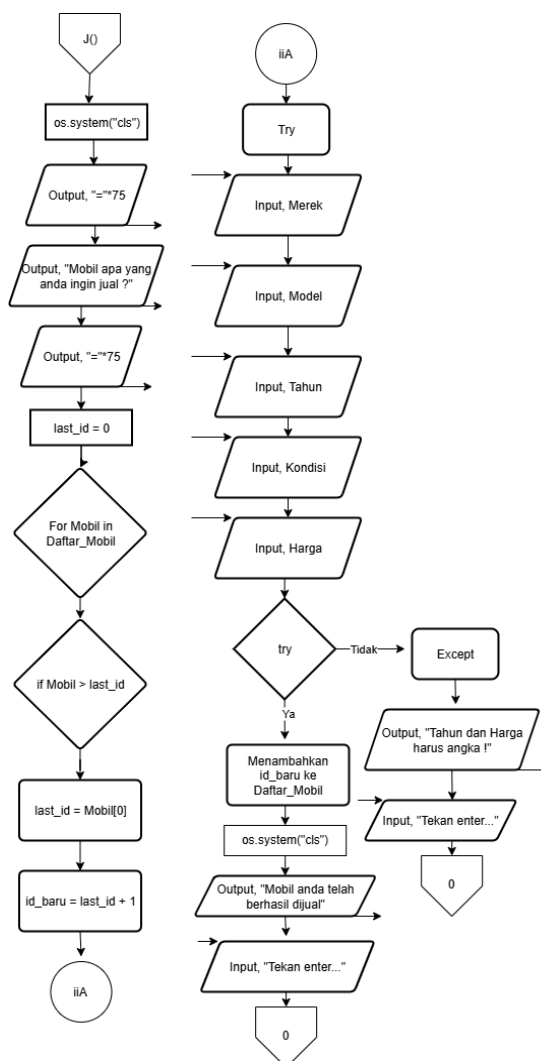 J()
os.system("cls")
Output, "="*75
Output, "Mobil apa yang
anda ingin jual ?"
Output, "="*75
last_id = 0
For Mobil in
Daftar_Mobil
if Mobil > last_id
last_id = Mobil[0]
id_baru = last_id + 1
iiA
iiA
Try
Input, Merek
Input, Model
Input, Tahun
Input, Kondisi
Input, Harga
try
Tidak
Ya
Menambahkan
id_baru ke
Daftar_Mobil
os.system("cls")
Output, "Mobil anda telah
berhasil dijual"
Input, "Tekan enter..."
0
Except
Output, "Tahun dan Harga
harus angka !"
Input, "Tekan enter..."
0